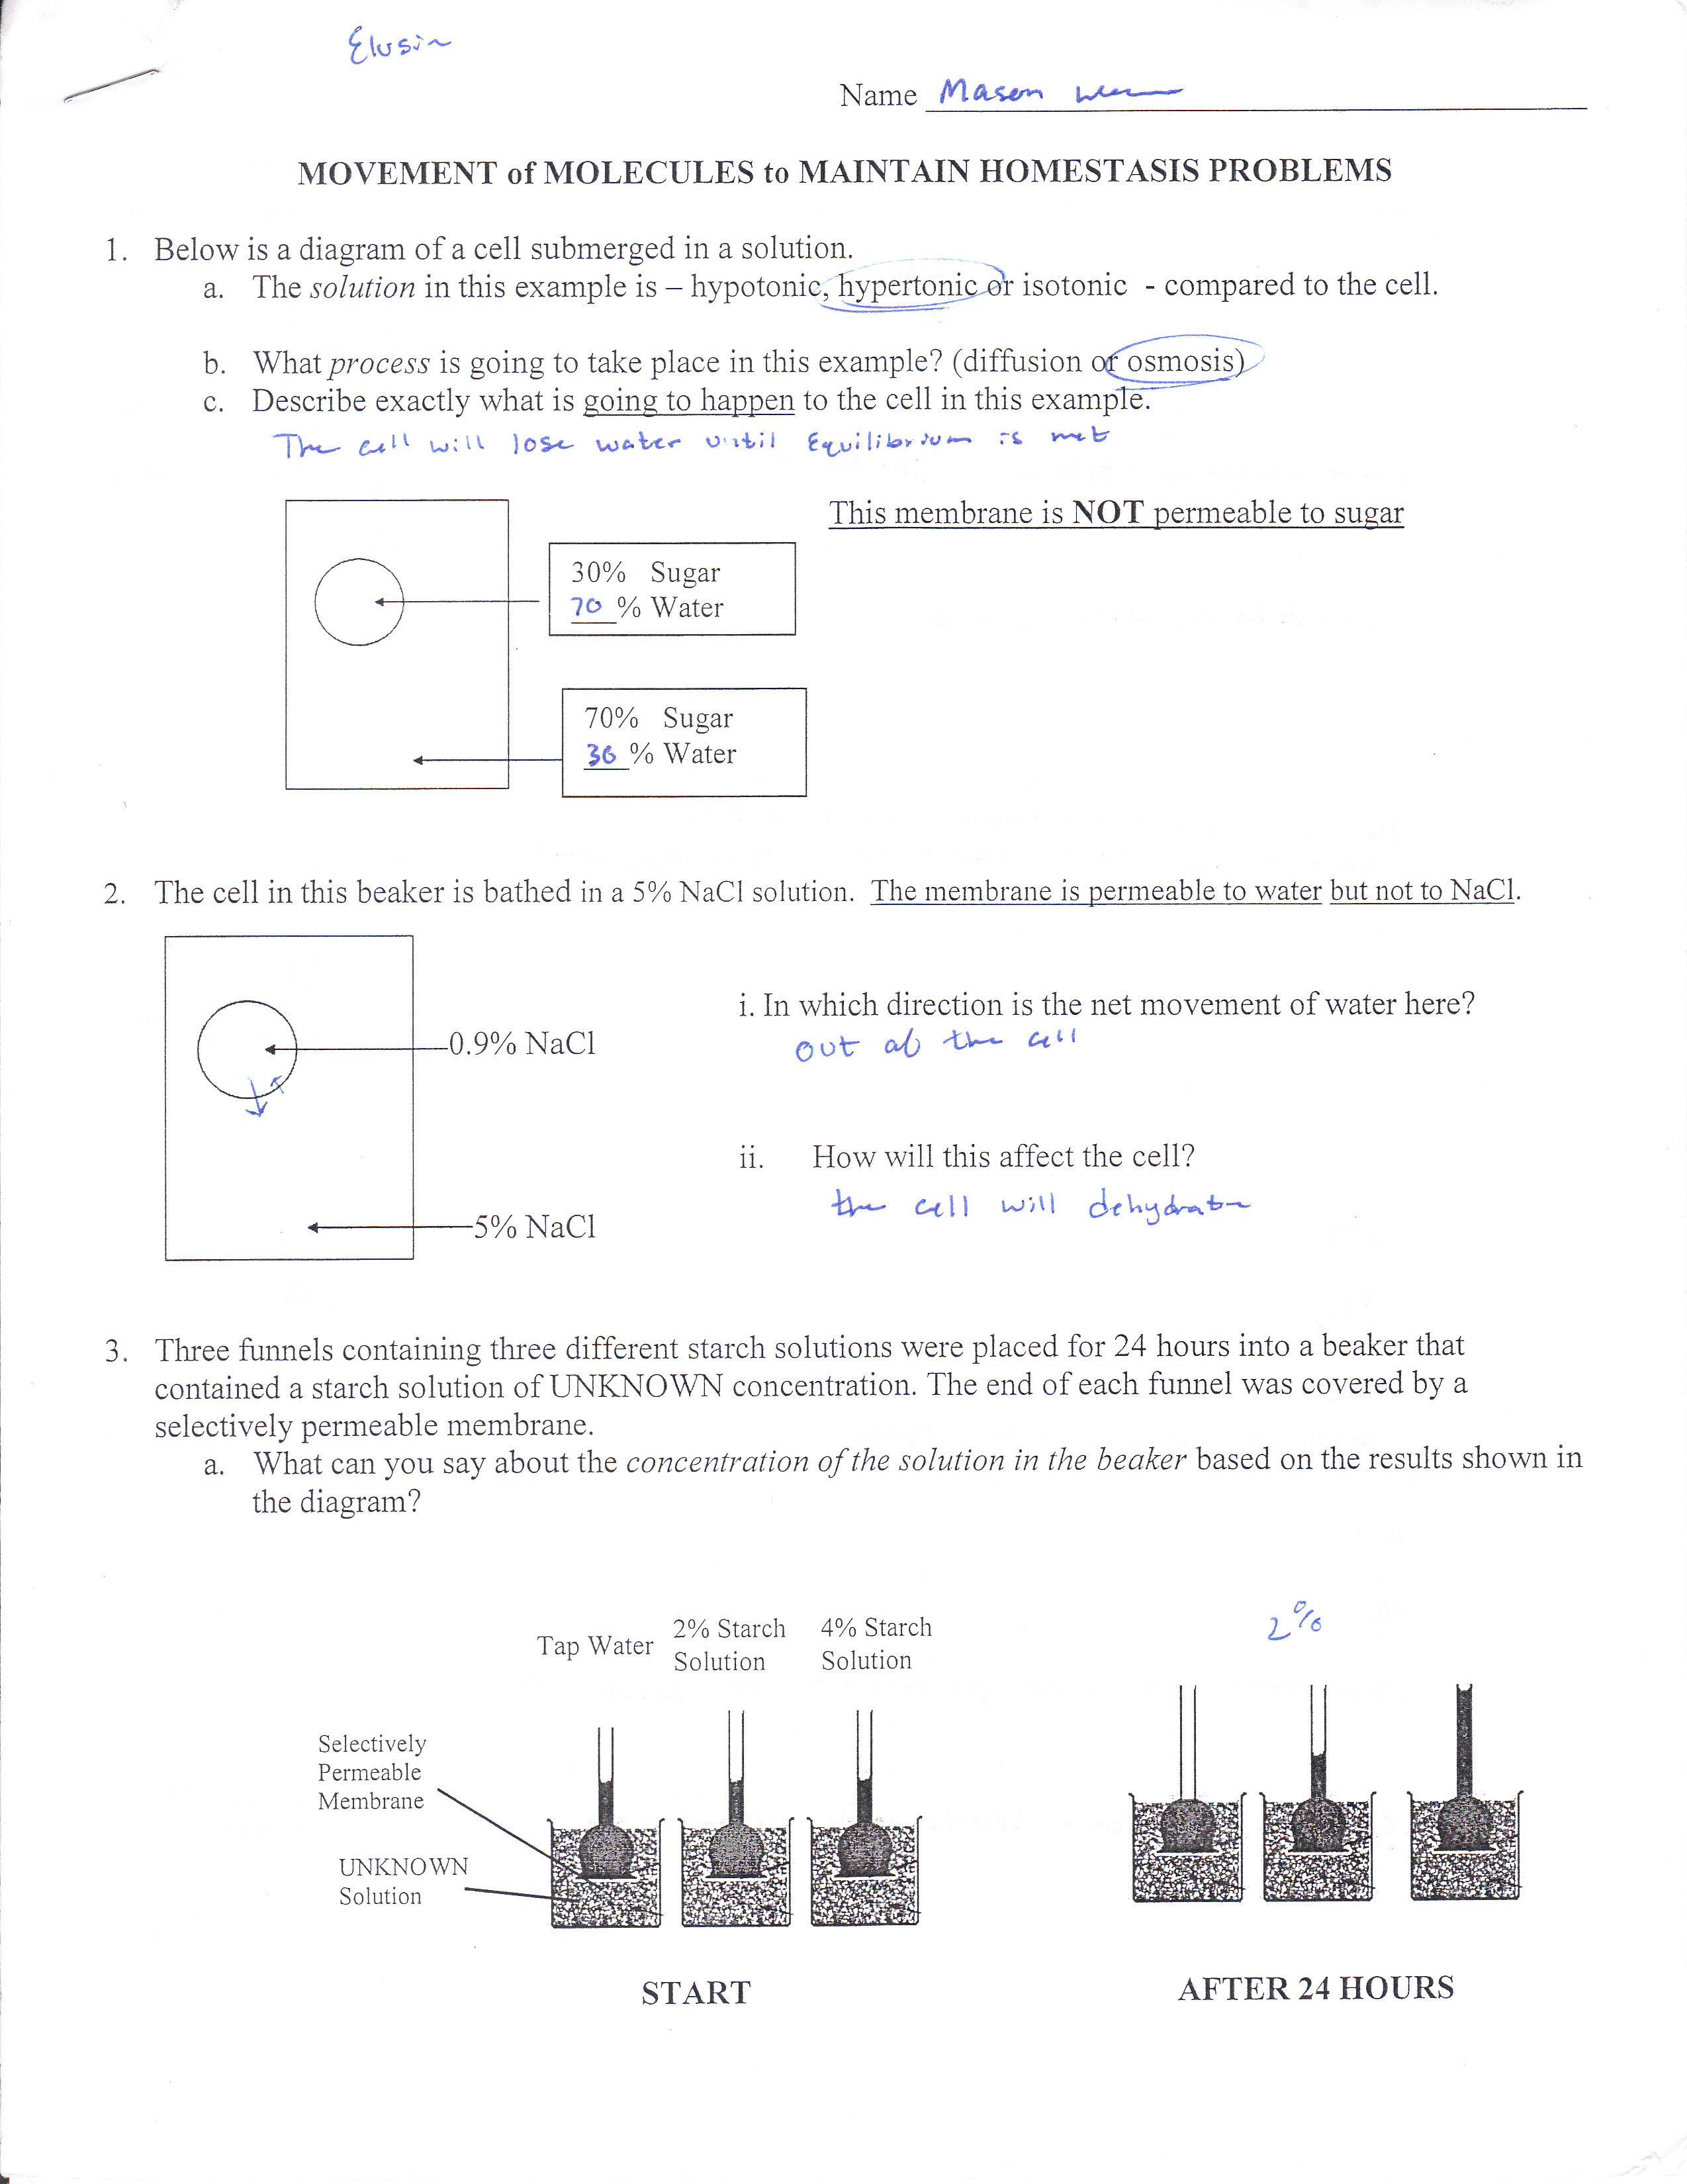 Elusin
Name Mason
MOVEMENT of MOLECULES to MAINTAIN HOMESTASIS PROBLEMS
1. Below is a diagram of a cell submerged in a solution.
a. The solution in this example is – hypotonic, hypertonic or isotonic - compared to the cell.
b. What process is going to take place in this example? (diffusion or osmosis)
c. Describe exactly what is going to happen to the cell in this example.
The cell will lose water until Equilibrium is met
This membrane is NOT permeable to sugar
30% Sugar
70 % Water
70% Sugar
30 % Water
2. The cell in this beaker is bathed in a 5% NaCl solution. The membrane is permeable to water but not to NaCl.
i. In which direction is the net movement of water here?
0.9% NaCl
out of the cell
ii. How will this affect the cell?
the cell will dehydrate
5% NaCl
3. Three funnels containing three different starch solutions were placed for 24 hours into a beaker that
contained a starch solution of UNKNOWN concentration. The end of each funnel was covered by a
selectively permeable membrane.
a. What can you say about the concentration of the solution in the beaker based on the results shown in
the diagram?
2%
Tap Water
2% Starch
Solution
4% Starch
Solution
Selectively
Permeable
Membrane
UNKNOWN
Solution
START
AFTER 24 HOURS